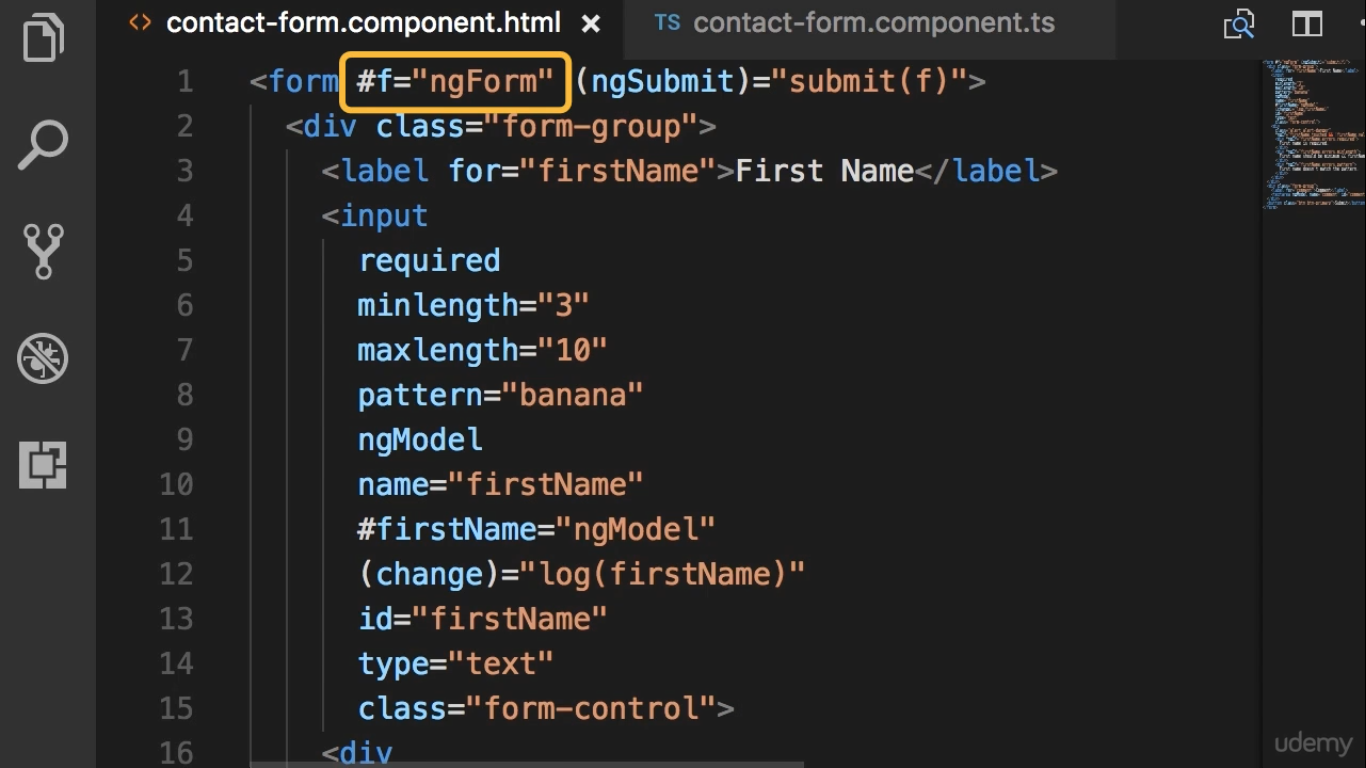 <> contact-form.component.html × TS contact-form.component.ts
1 <form #f="ngForm" (ngSubmit)="submit(f)">
2 <div class="form-group">
3 <label for="firstName">First Name</label>
4 <input
5 required
6 minlength="3"
7 maxlength="10"
8 pattern="banana"
9 ngModel
10 name="firstName"
11 #firstName="ngModel"
12 (change)="log(firstName)"
13 id="firstName"
14 type="text"
15 class="form-control">
16 <div
udemy